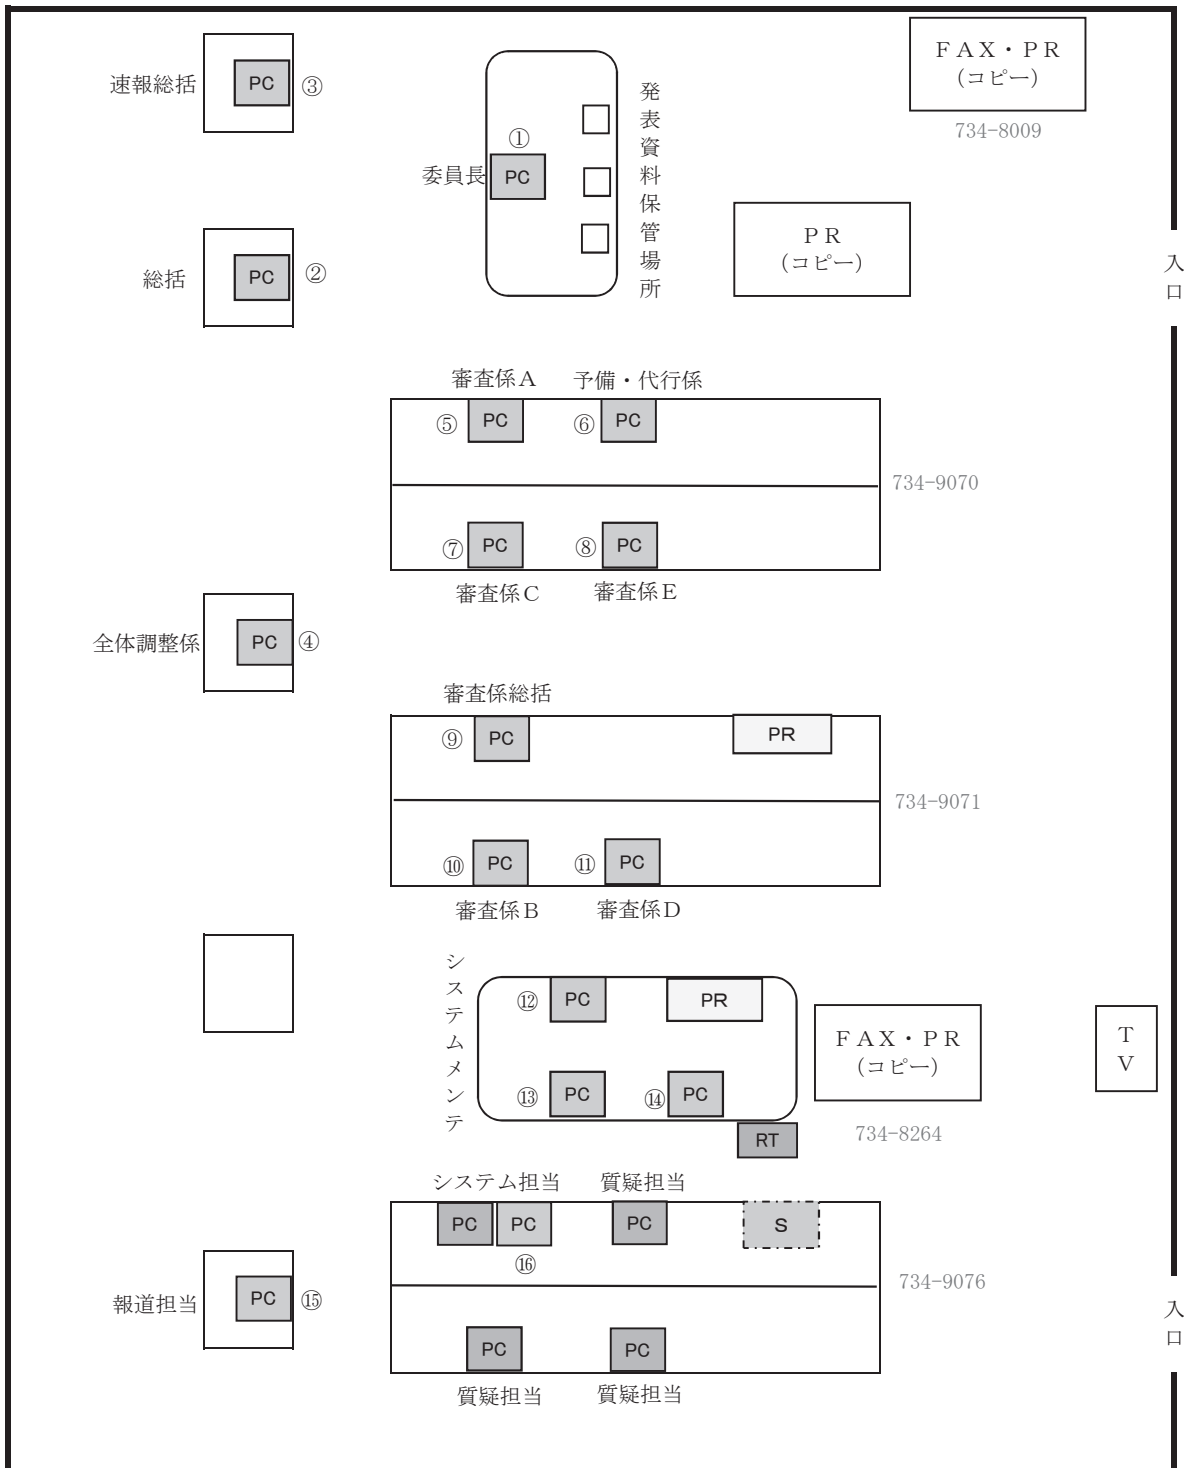 速報総括
PC
③
①
委員長
PC
発表資料保管場所
ＦＡＸ・ＰＲ
（コピー）
734-8009
総括
PC
②
ＰＲ
（コピー）
入口
審査係Ａ
予備・代行係
⑤
PC
⑥
PC
734-9070
⑦
PC
⑧
PC
審査係Ｃ
審査係Ｅ
全体調整係
PC
④
審査係総括
⑨
PC
PR
734-9071
⑩
PC
⑪
PC
審査係Ｂ
審査係Ｄ
システムメンテ
⑫
PC
PR
⑬
PC
⑭
PC
RT
ＦＡＸ・ＰＲ
（コピー）
734-8264
ＴＶ
システム担当
質疑担当
PC
PC
⑯
PC
S
734-9076
報道担当
PC
⑮
入口
PC
PC
質疑担当
質疑担当